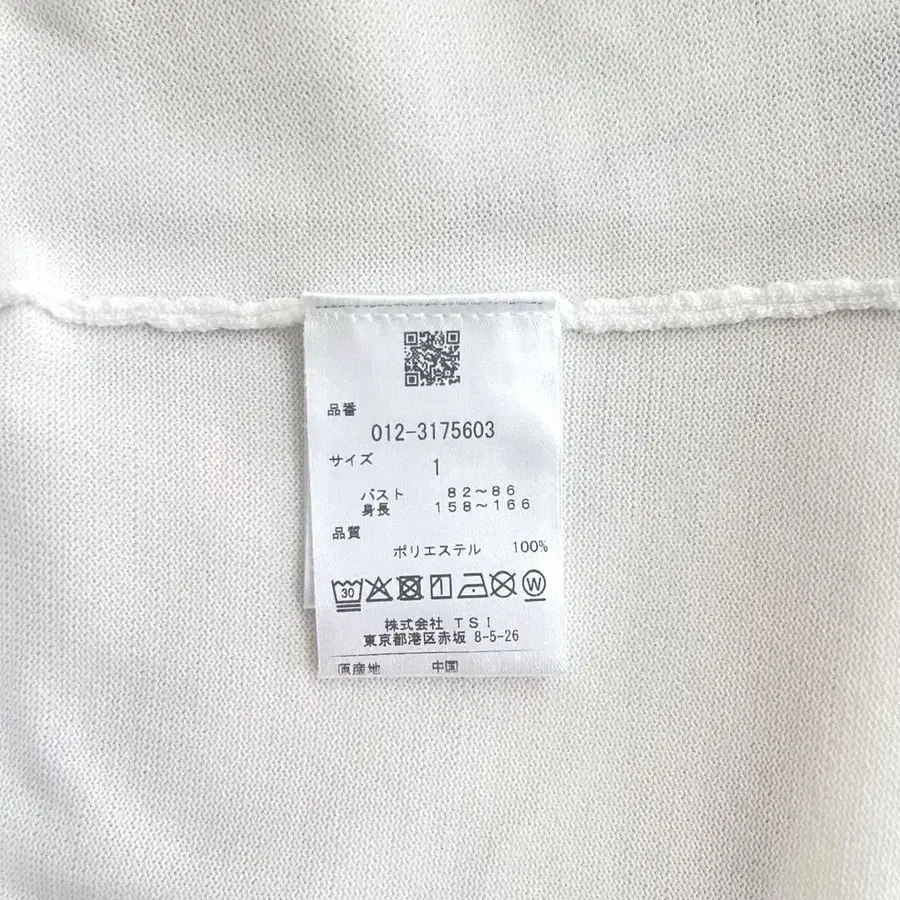 品番
012-3175603
サイズ 1
バスト 82～86
身長 158～166
品質
ポリエステル 100%
30 W
株式会社 TSI
東京都港区赤坂 8-5-26
原産地 中国